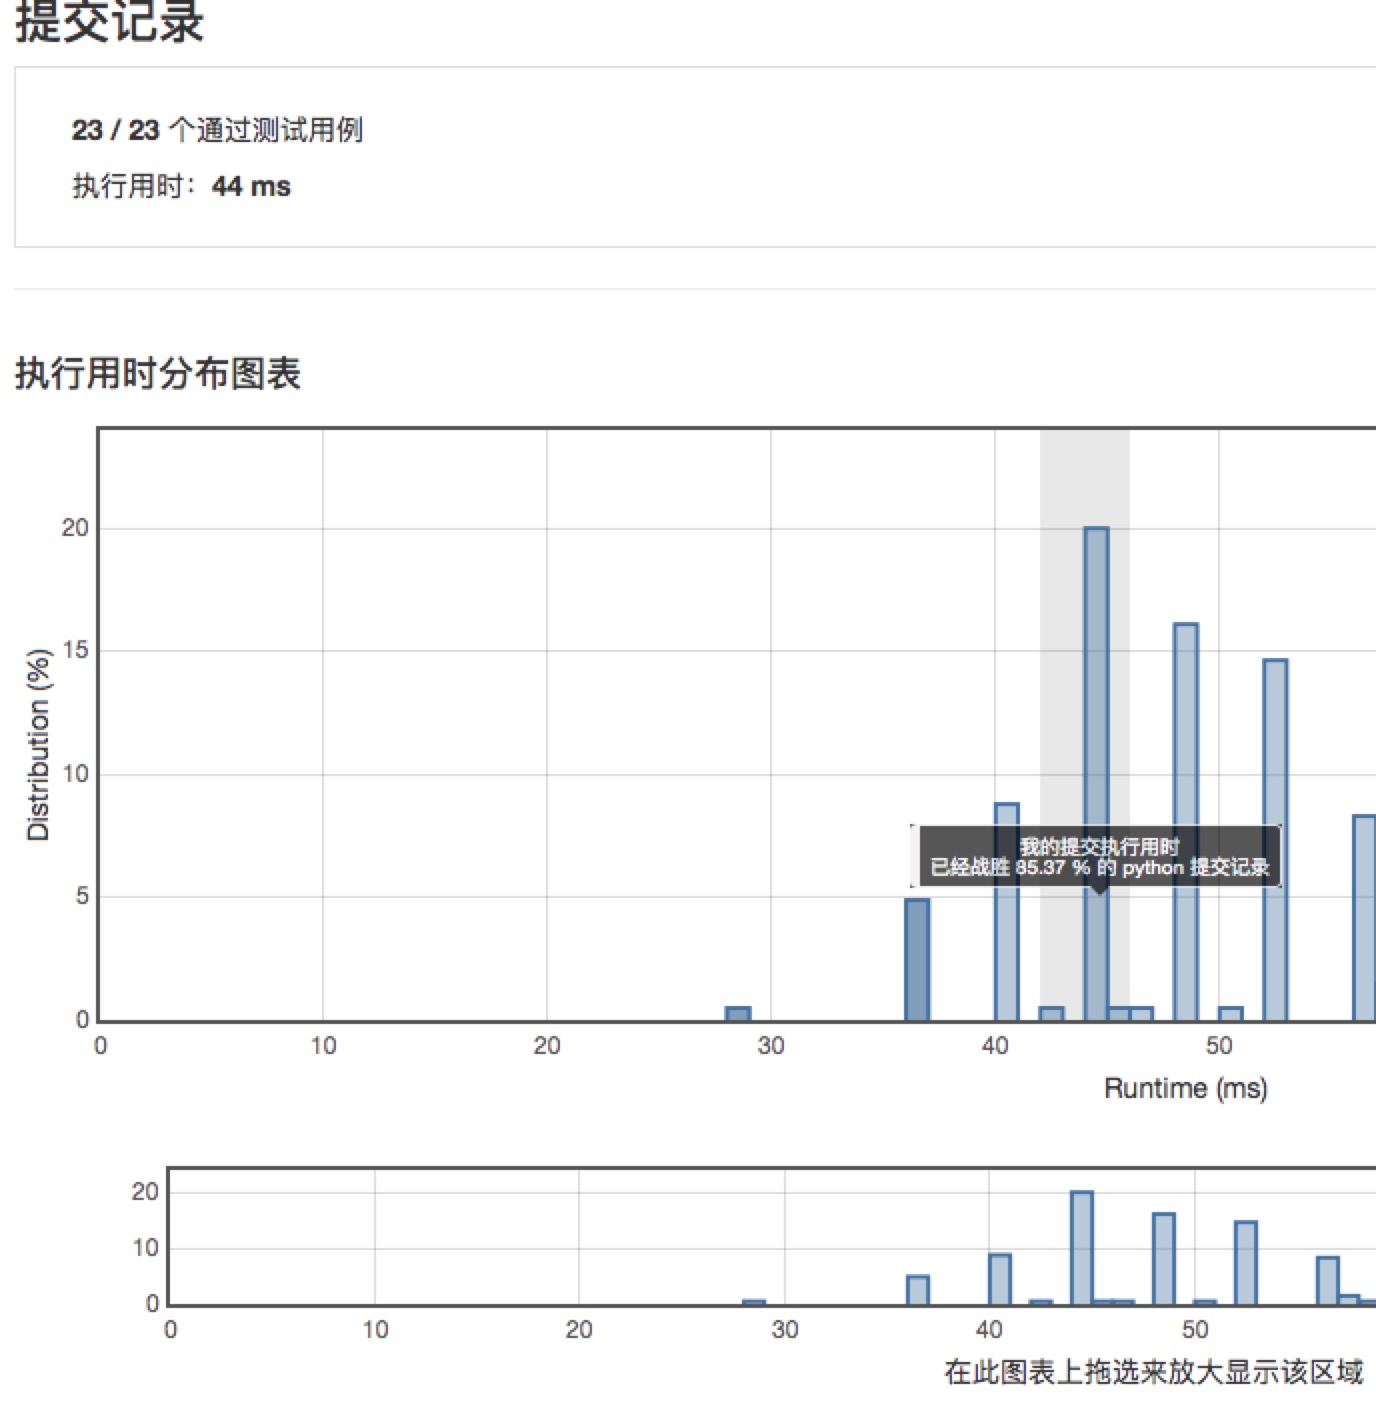 提交记录
23 / 23 个通过测试用例
执行用时：44 ms
执行用时分布图表
20
15
10
5
0
Distribution (%)
我的提交执行用时
已经战胜 85.37 % 的 python 提交记录
0 10 20 30 40 50
Runtime (ms)
20
10
0
0 10 20 30 40 50
在此图表上拖选来放大显示该区域